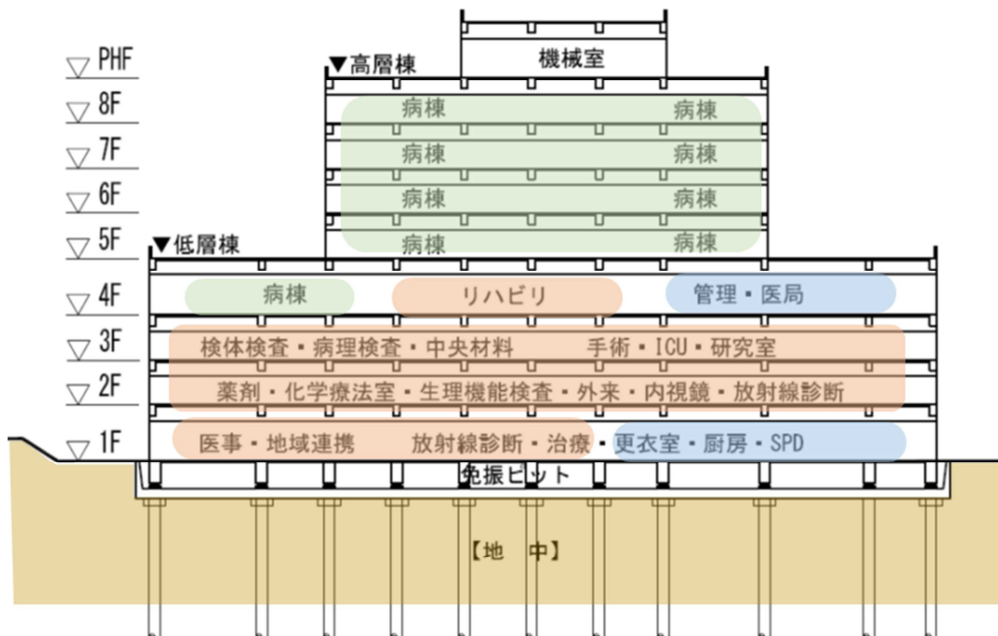 PHF
機械室
▼高層棟
8F
病棟 病棟
7F
病棟 病棟
6F
病棟 病棟
5F
病棟 病棟
▼低層棟
4F
病棟 リハビリ 管理・医局
3F
検体検査・病理検査・中央材料 手術・ICU・研究室
2F
薬剤・化学療法室・生理機能検査・外来・内視鏡・放射線診断
1F
医事・地域連携 放射線診断・治療・更衣室・厨房・SPD
免振ピット
【地 中】